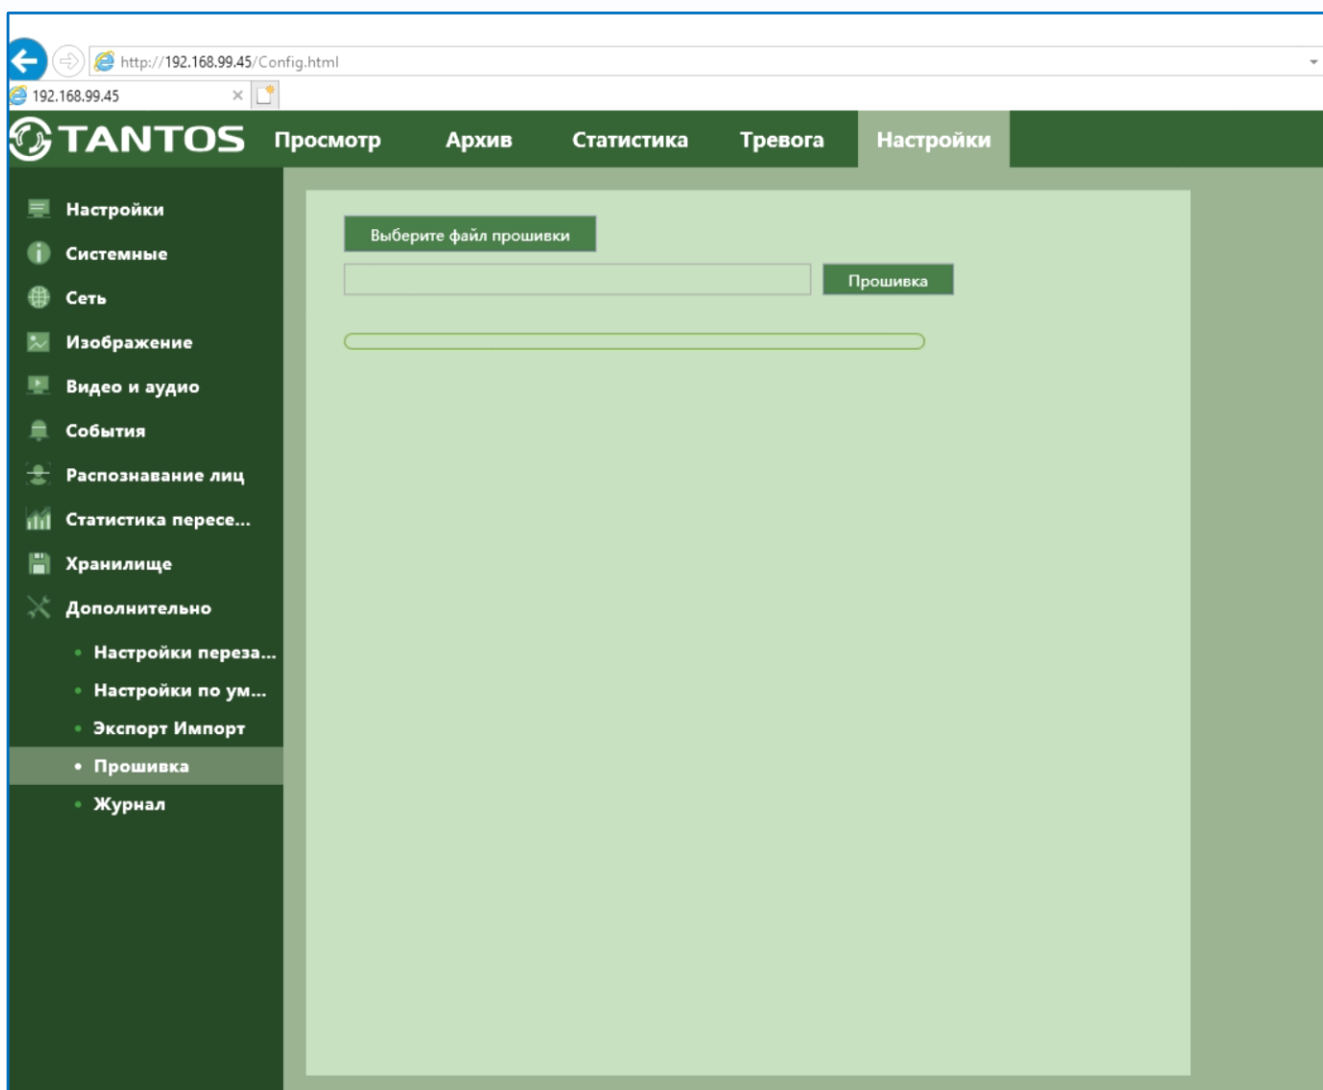 http://192.168.99.45/Config.html
192.168.99.45
TANTOS Просмотр Архив Статистика Тревога Настройки
Настройки
Системные
Сеть
Изображение
Видео и аудио
События
Распознавание лиц
Статистика пересе...
Хранилище
Дополнительно
Настройки переза...
Настройки по ум...
Экспорт Импорт
Прошивка
Журнал
Выберите файл прошивки
Прошивка